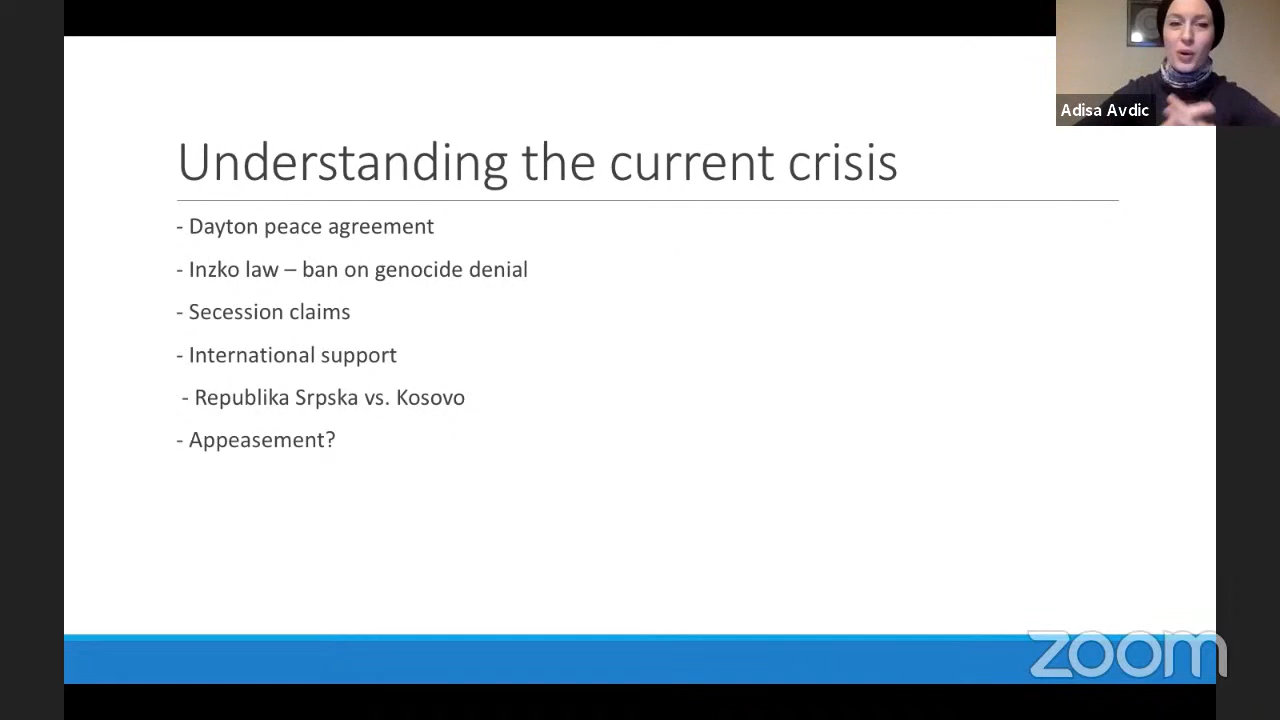 Adisa Avdic
Understanding the current crisis
- Dayton peace agreement
- Inzko law – ban on genocide denial
- Secession claims
- International support
- Republika Srpska vs. Kosovo
- Appeasement?
zoom